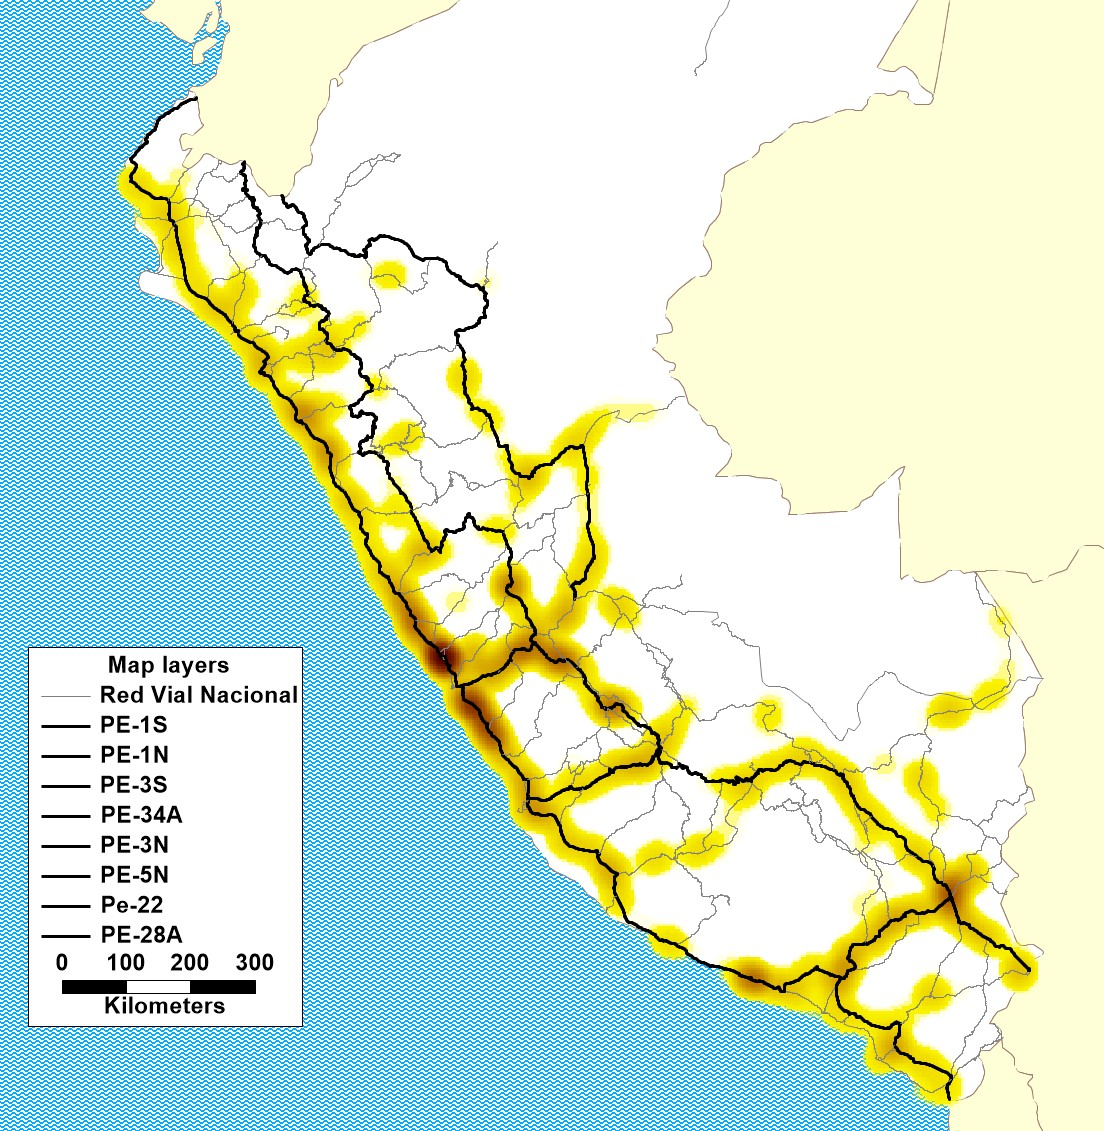 Map layers
Red Vial Nacional
PE-1S
PE-1N
PE-3S
PE-34A
PE-3N
PE-5N
Pe-22
PE-28A
0 100 200 300
Kilometers